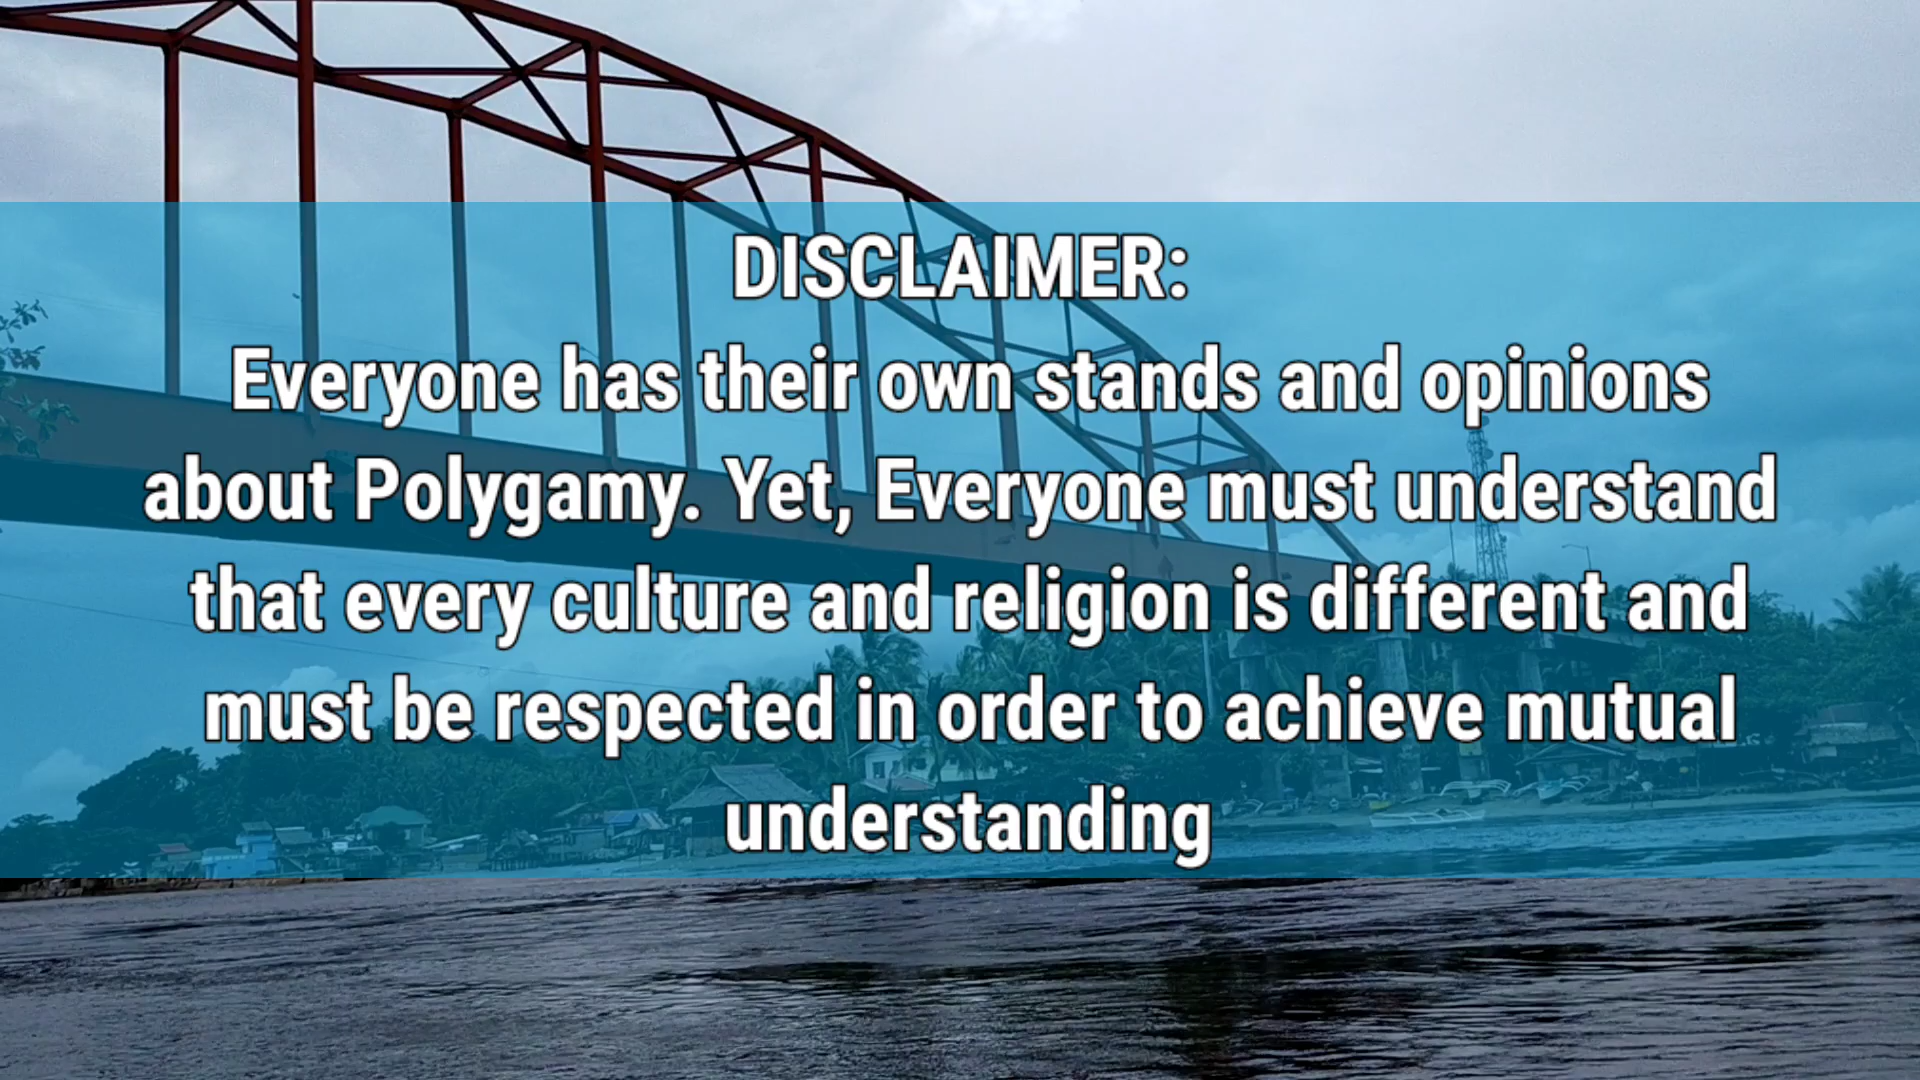 DISCLAIMER:
Everyone has their own stands and opinions
about Polygamy. Yet, Everyone must understand
that every culture and religion is different and
must be respected in order to achieve mutual
understanding